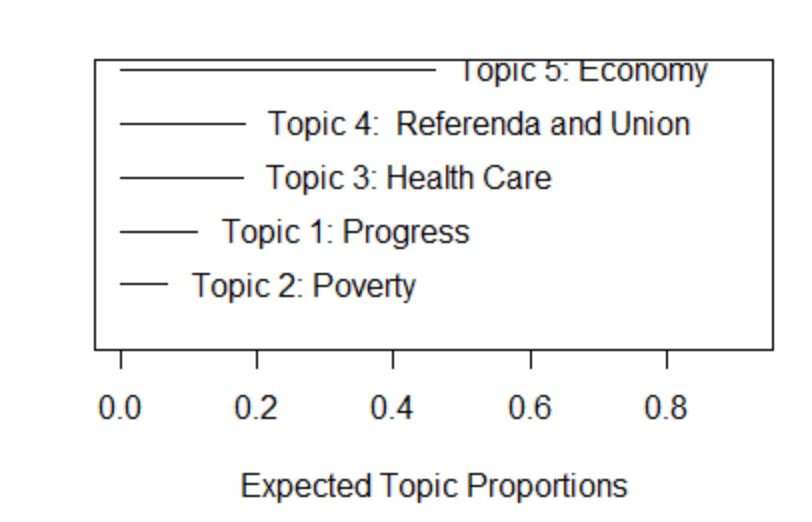 Topic 5: Economy
Topic 4:  Referenda and Union
Topic 3: Health Care
Topic 1: Progress
Topic 2: Poverty
0.0 0.2 0.4 0.6 0.8
Expected Topic Proportions